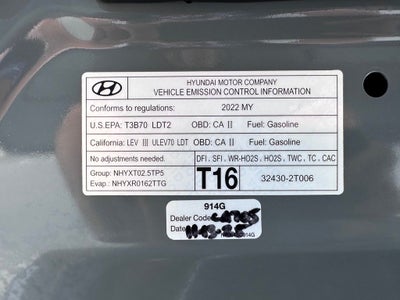 HYUNDAI MOTOR COMPANY
VEHICLE EMISSION CONTROL INFORMATION
Conforms to regulations: 2022 MY
U.S.EPA: T3B70 LDT2 OBD: CA II Fuel: Gasoline
California: LEV III ULEV70 LDT OBD: CA II Fuel: Gasoline
No adjustments needed. DFI, SFI, WR-HO2S, HO2S, TWC, TC, CAC
Group: NHYXT02.5TP5
Evap: NHYXR0162TTG
T16
32430-2T006
914G
Dealer Code
Date